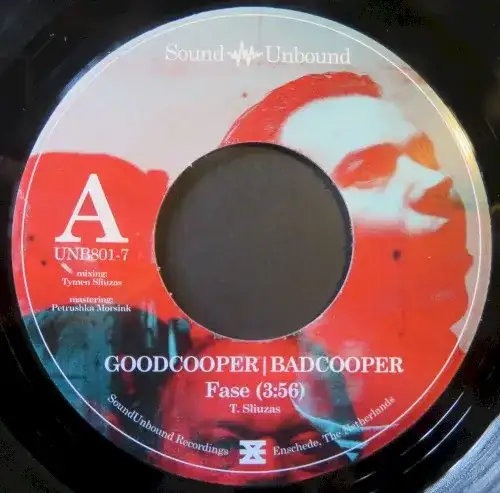 Sound Unbound
A
UNB801-7
mixing:
Tymen Sliuzas
mastering:
Petrushka Morsink
GOODCOOPER|BADCOOPER
Fase (3:56)
T. Sliuzas
SoundUnbound Recordings Enschede, The Netherlands